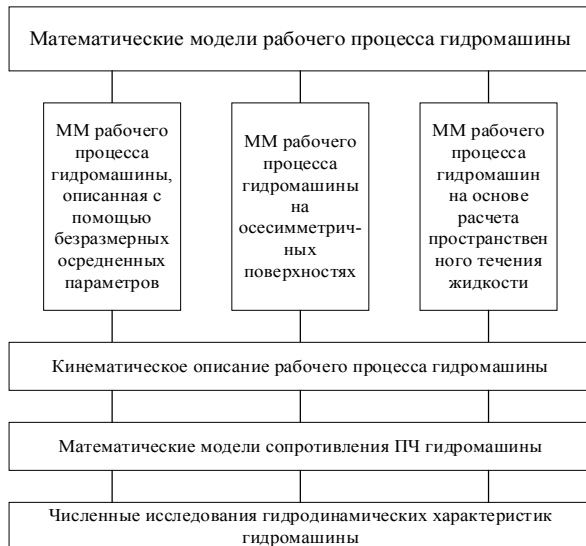 Математические модели рабочего процесса гидромашины
ММ рабочего
процесса
гидромашины,
описанная с
помощью
безразмерных
осредненных
параметров
ММ рабочего
процесса
гидромашины
на
осесимметрич-
ных
поверхностях
ММ рабочего
процесса
гидромашин
на основе
расчета
пространствен
ного течения
жидкости
Кинематическое описание рабочего процесса гидромашины
Математические модели сопротивления ПЧ гидромашины
Численные исследования гидродинамических характеристик
гидромашины